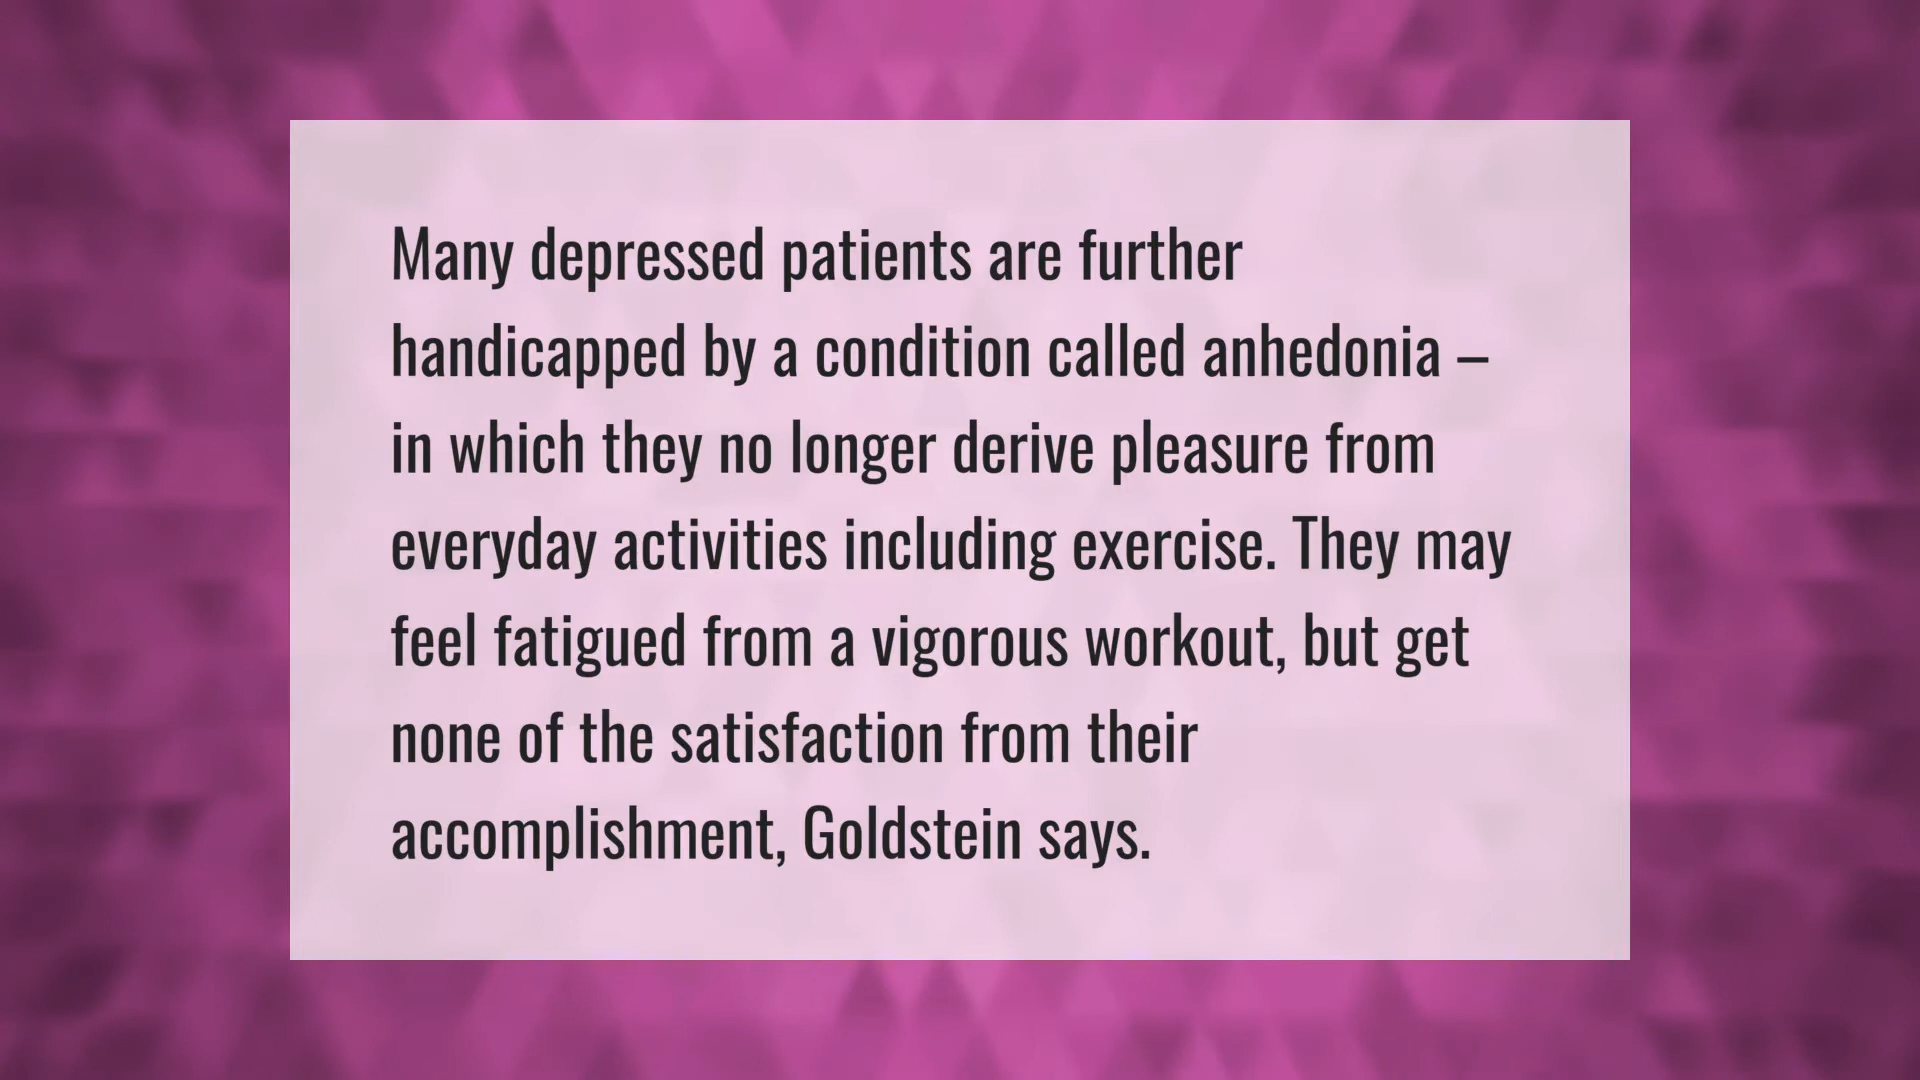 Many depressed patients are further
handicapped by a condition called anhedonia –
in which they no longer derive pleasure from
everyday activities including exercise. They may
feel fatigued from a vigorous workout, but get
none of the satisfaction from their
accomplishment, Goldstein says.